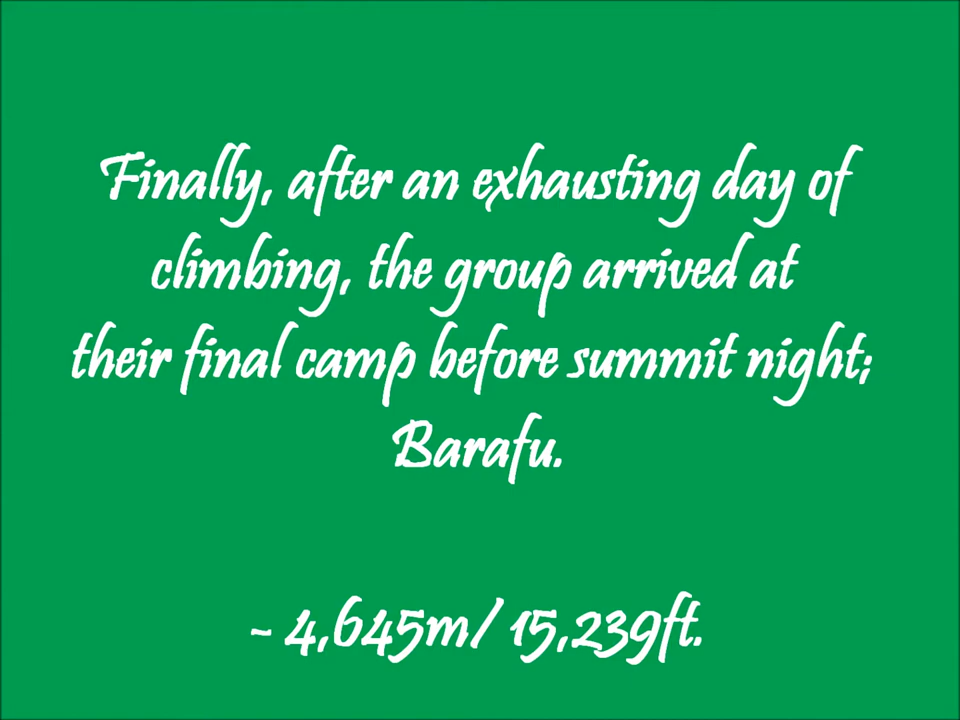 Finally, after an exhausting day of
climbing, the group arrived at
their final camp before summit night;
Barafu.
- 4,645m/ 15,239ft.